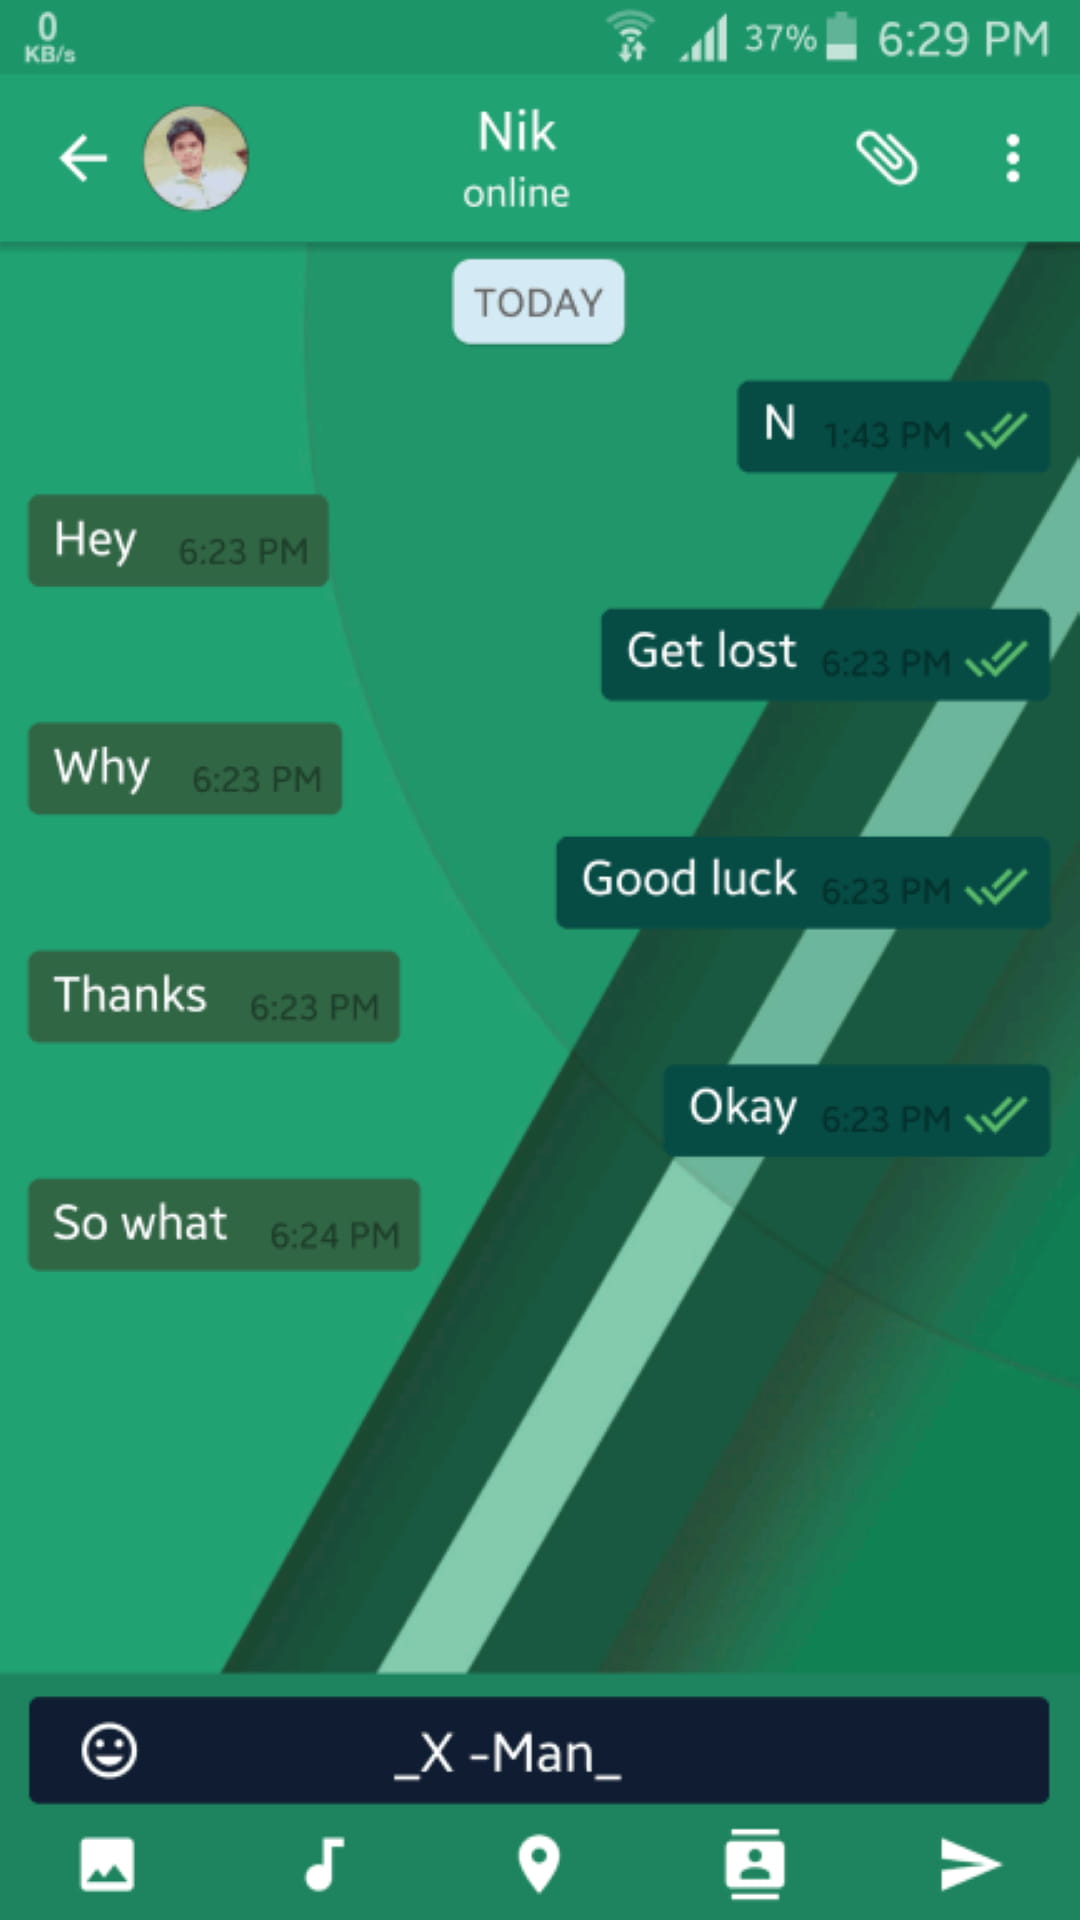 0
KB/s
37% 6:29 PM
Nik
online
TODAY
N 1:43 PM
Hey 6:23 PM
Get lost 6:23 PM
Why 6:23 PM
Good luck 6:23 PM
Thanks 6:23 PM
Okay 6:23 PM
So what 6:24 PM
_X -Man_